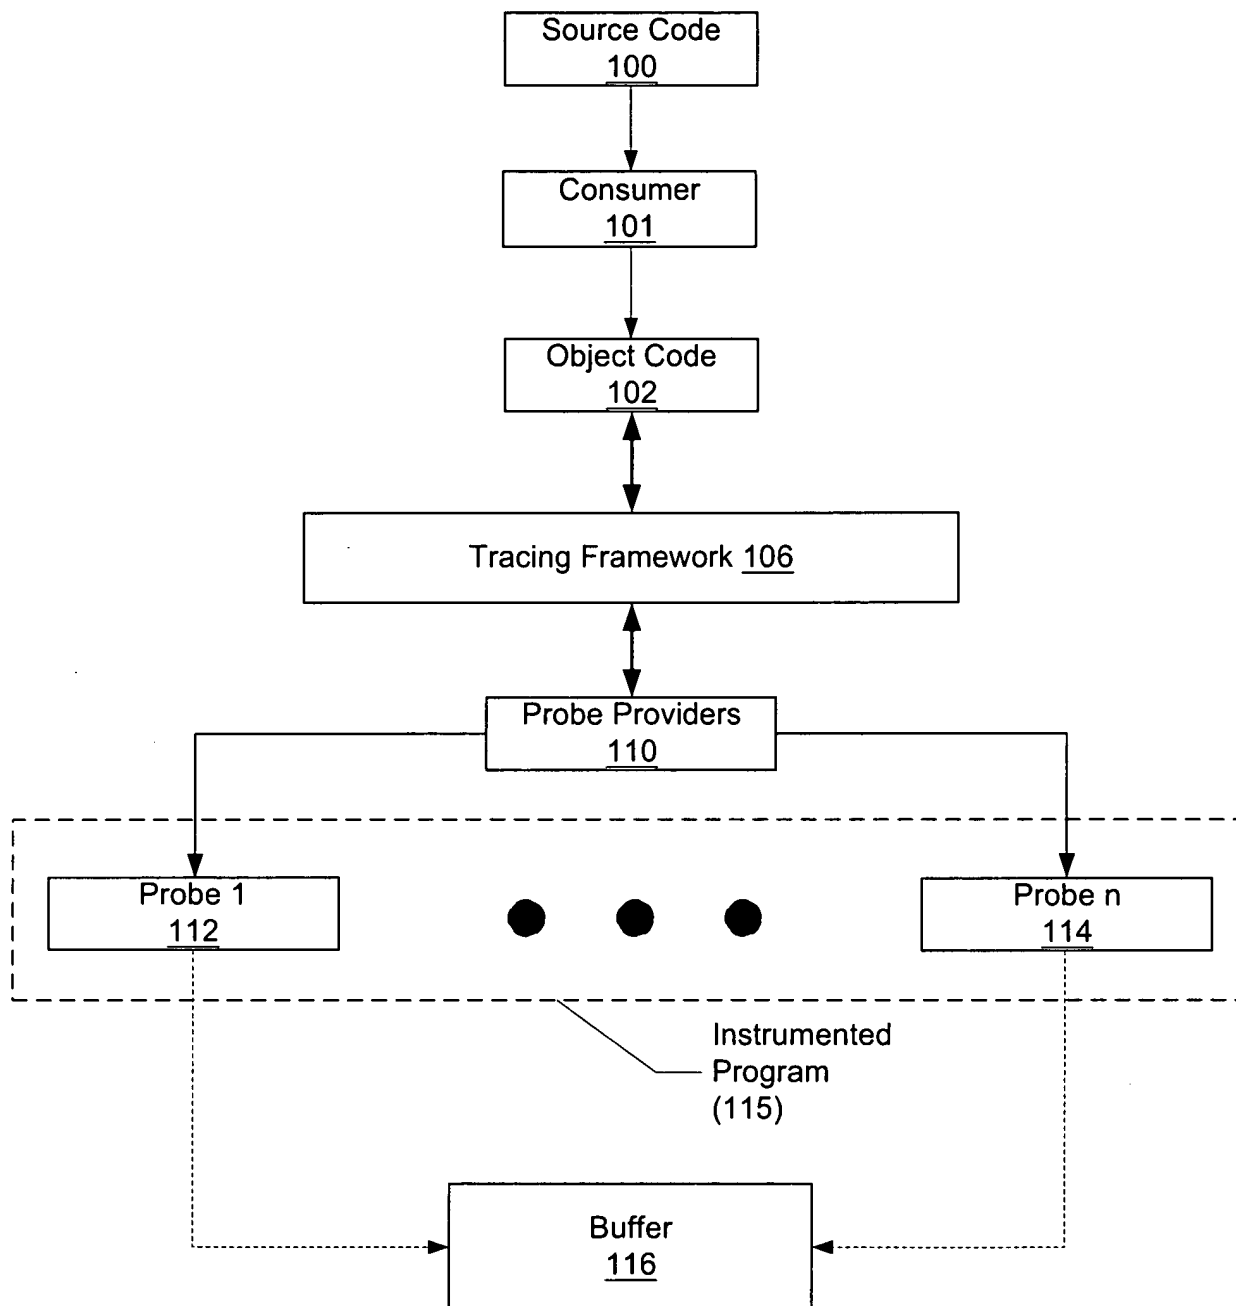 Source Code
100
Consumer
101
Object Code
102
Tracing Framework 106
Probe Providers
110
Probe 1
112
Probe n
114
Instrumented
Program
(115)
Buffer
116